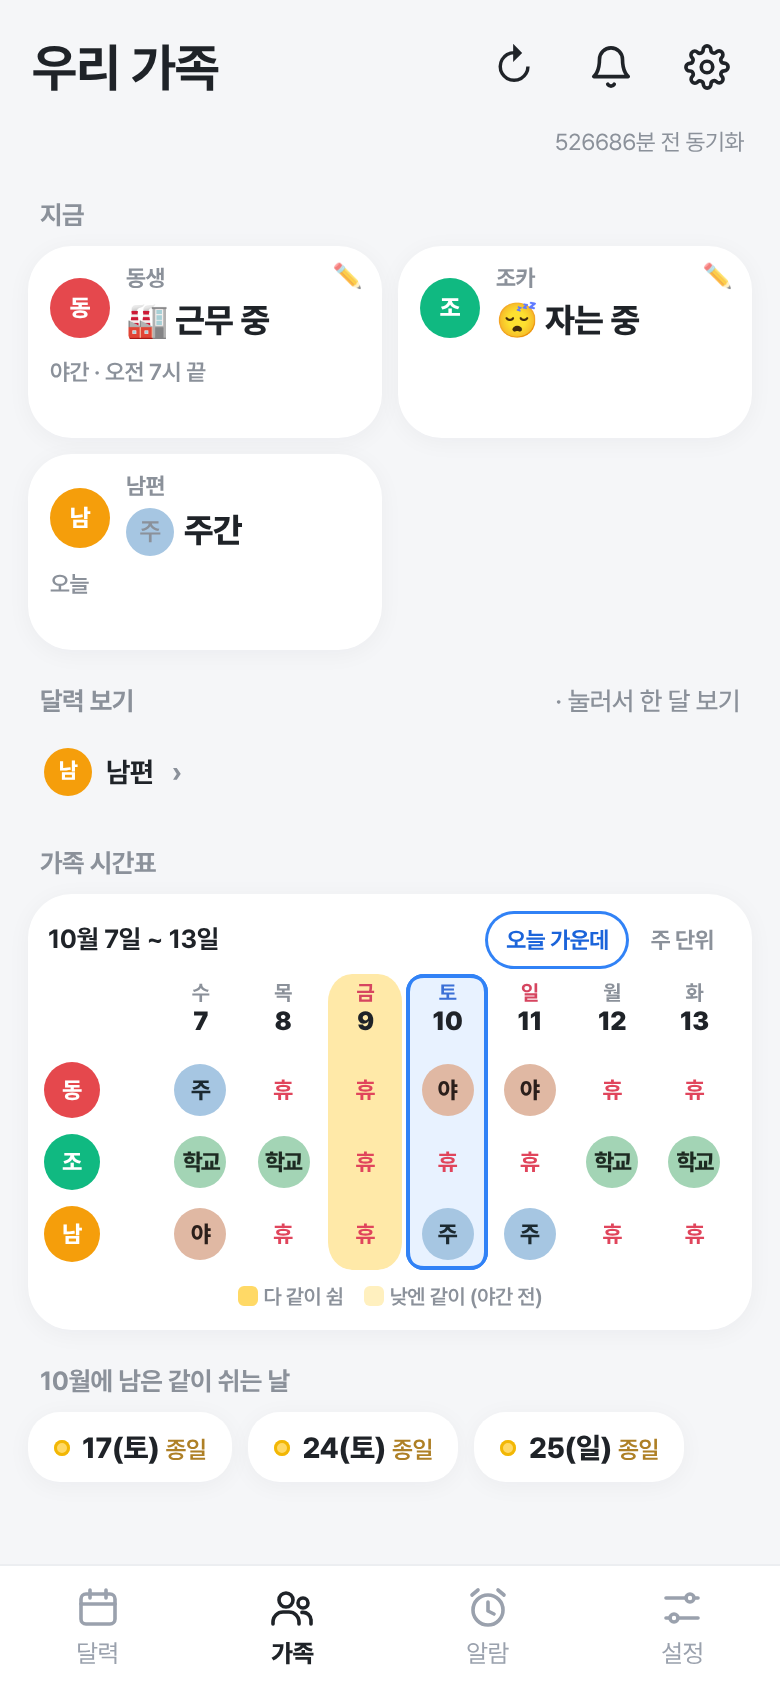 우리 가족
526686분 전 동기화
지금
동 동생 근무 중
야간 · 오전 7시 끝
조 조카 자는 중
남 남편 주 주간
오늘
달력 보기 · 눌러서 한 달 보기
남 남편 ›
가족 시간표
10월 7일 ~ 13일 오늘 가운데 주 단위
수 목 금 토 일 월 화
7 8 9 10 11 12 13
동 주 휴 휴 야 야 휴 휴
조 학교 학교 휴 휴 휴 학교 학교
남 야 휴 휴 주 주 휴 휴
다 같이 쉼 낮엔 같이 (야간 전)
10월에 남은 같이 쉬는 날
17(토) 종일 24(토) 종일 25(일) 종일
달력 가족 알람 설정